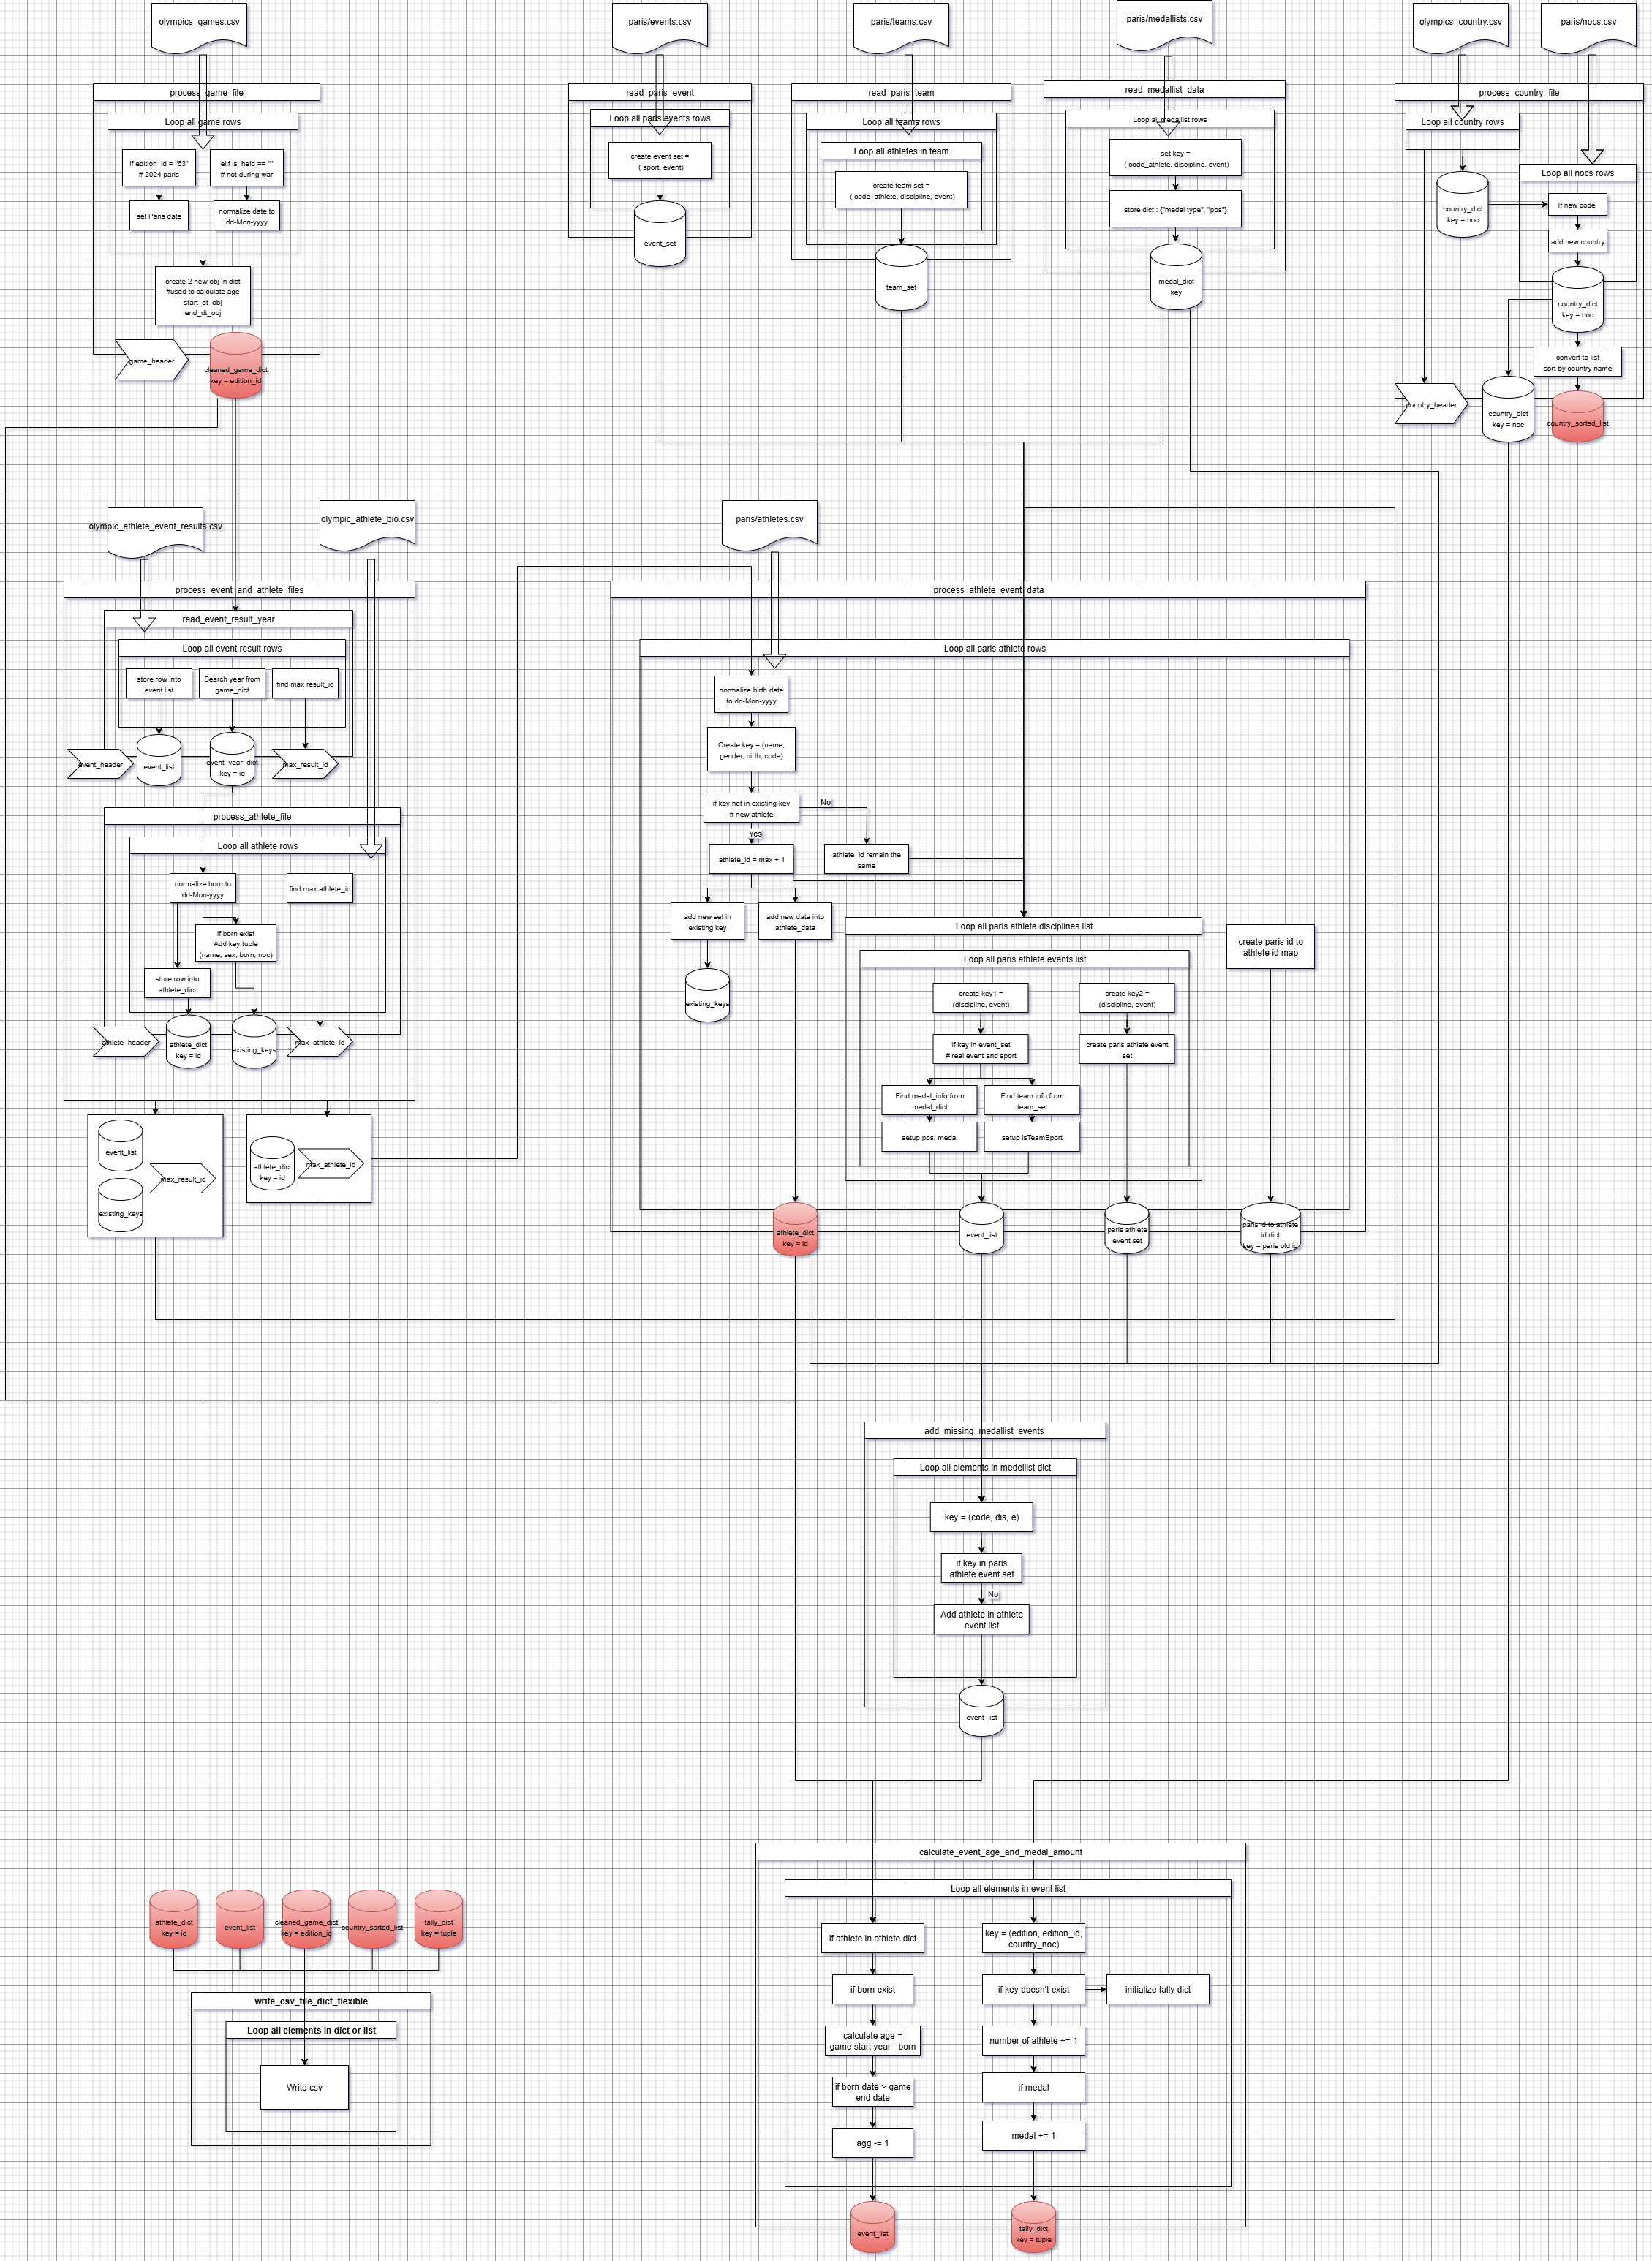 olympics_games.csv
paris/events.csv
paris/teams.csv
paris/medallists.csv
olympics_country.csv
paris/nocs.csv
process_game_file
Loop all game rows
if edition_id = "63"
# 2024 paris
elif is_held == ""
# not during war
set Paris date
normalize date to
dd-Mon-yyyy
create 2 new obj in dict
#used to calculate age
start_dt_obj
end_dt_obj
game_header
cleaned_game_dict
key = edition_id
read_paris_event
Loop all paris events rows
create event set =
( sport, event)
event_set
read_paris_team
Loop all teams rows
Loop all athletes in team
create team set =
( code_athlete, discipline, event)
team_set
read_medallist_data
Loop all medallist rows
set key =
( code_athlete, discipline, event)
store dict : {"medal type", "pos"}
medal_dict
key
process_country_file
Loop all country rows
Loop all nocs rows
country_dict
key = noc
If new code
add new country
country_dict
key = noc
convert to list
sort by country name
country_header
country_dict
key = noc
country_sorted_list
olympic_athlete_event_results.csv
olympic_athlete_bio.csv
paris/athletes.csv
process_event_and_athlete_files
read_event_result_year
Loop all event result rows
store row into
event list
Search year from
game_dict
find max result_id
event_header
event_list
event_year_dict
key = id
max_result_id
process_athlete_file
Loop all athlete rows
normalize born to
dd-Mon-yyyy
find max athlete_id
if born exist
Add key tuple
(name, sex, born, noc)
store row into
athlete_dict
athlete_header
athlete_dict
key = id
existing_keys
max_athlete_id
event_list
max_result_id
existing_keys
athlete_dict
key = id
max_athlete_id
process_athlete_event_data
Loop all paris athlete rows
normalize birth date
to dd-Mon-yyyy
Create key = (name,
gender, birth, code)
if key not in existing key
# new athlete
No
Yes
athlete_id = max + 1
athlete_id remain the
same
add new set in
existing key
add new data into
athlete_data
existing_keys
Loop all paris athlete disciplines list
Loop all paris athlete events list
create key1 =
(discipline, event)
create key2 =
(discipline, event)
if key in event_set
# real event and sport
create paris athlete event
set
Find medal_info from
medal_dict
Find team info from
team_set
setup pos, medal
setup isTeamSport
create paris id to
athlete id map
athlete_dict
key = id
event_list
paris athlete
event set
paris id to athlete
id dict
key = paris old id
add_missing_medallist_events
Loop all elements in medellist dict
key = (code, dis, e)
if key in paris
athlete event set
No
Add athlete in athlete
event list
event_list
calculate_event_age_and_medal_amount
Loop all elements in event list
if athlete in athlete dict
if born exist
calculate age =
game start year - born
if born date > game
end date
agg -= 1
event_list
key = (edition, edition_id,
country_noc)
if key doesn't exist
initialize tally dict
number of athlete += 1
if medal
medal += 1
tally_dict
key = tuple
athlete_dict
key = id
event_list
cleaned_game_dict
key = edition_id
country_sorted_list
tally_dict
key = tuple
write_csv_file_dict_flexible
Loop all elements in dict or list
Write csv